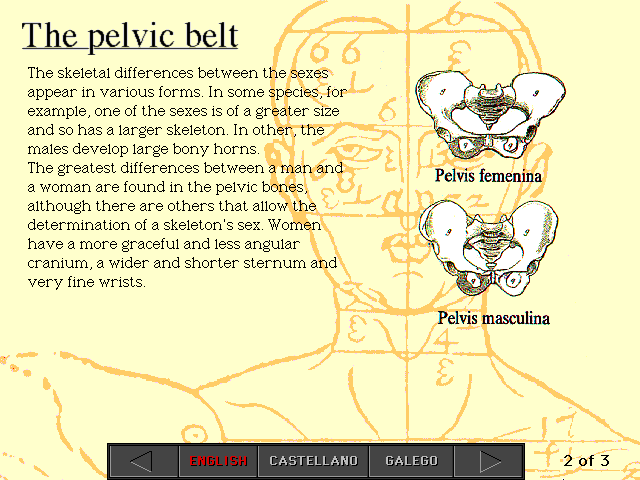 The pelvic belt
The skeletal differences between the sexes
appear in various forms. In some species, for
example, one of the sexes is of a greater size
and so has a larger skeleton. In other, the
males develop large bony horns.
The greatest differences between a man and
a woman are found in the pelvic bones,
although there are others that allow the
determination of a skeleton's sex. Women
have a more graceful and less angular
cranium, a wider and shorter sternum and
very fine wrists.
Pelvis femenina
Pelvis masculina
ENGLISH
CASTELLANO
GALEGO
2 of 3